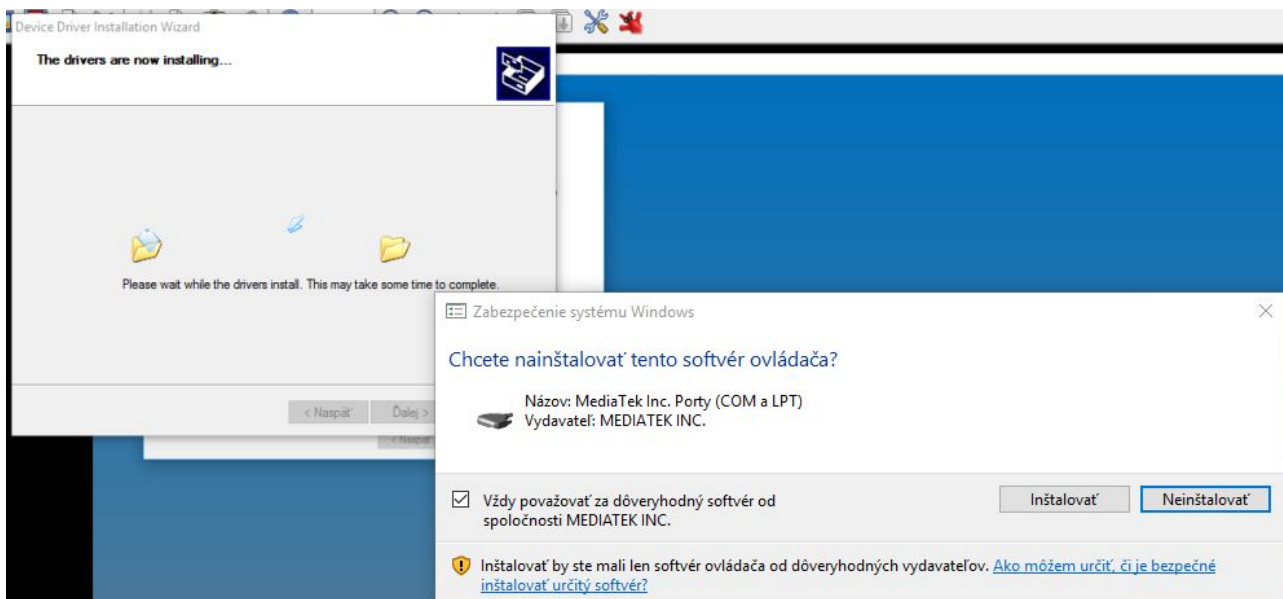 Device Driver Installation Wizard
The drivers are now installing...
Please wait while the drivers install. This may take some time to complete.
< Naspäť
Ďalej >
< Naspäť
Zabezpečenie systému Windows
Chcete nainštalovať tento softvér ovládača?
Názov: MediaTek Inc. Porty (COM a LPT)
Vydavateľ: MEDIATEK INC.
Vždy považovať za dôveryhodný softvér od
spoločnosti MEDIATEK INC.
Inštalovať
Neinštalovať
Inštalovať by ste mali len softvér ovládača od dôveryhodných vydavateľov. Ako môžem určiť, či je bezpečné
inštalovať určitý softvér?